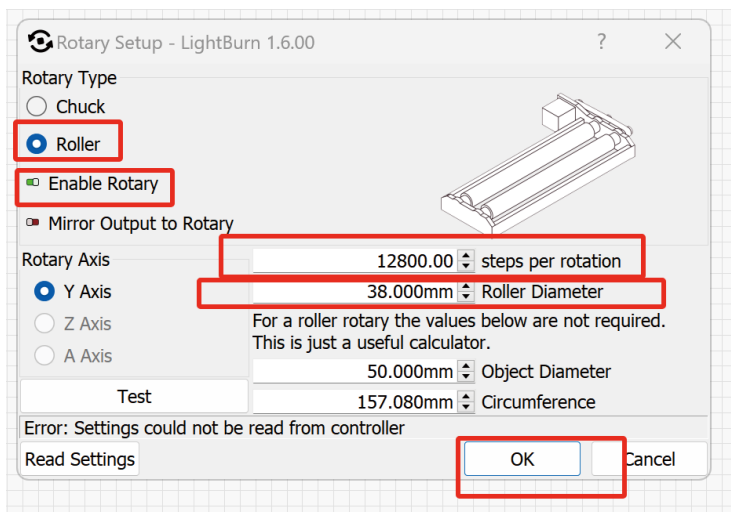 Rotary Setup - LightBurn 1.6.00 ?
Rotary Type
Chuck
Roller
Enable Rotary
Mirror Output to Rotary
Rotary Axis
Y Axis
Z Axis
A Axis
Test
12800.00 steps per rotation
38.000mm Roller Diameter
For a roller rotary the values below are not required.
This is just a useful calculator.
50.000mm Object Diameter
157.080mm Circumference
Error: Settings could not be read from controller
Read Settings OK Cancel